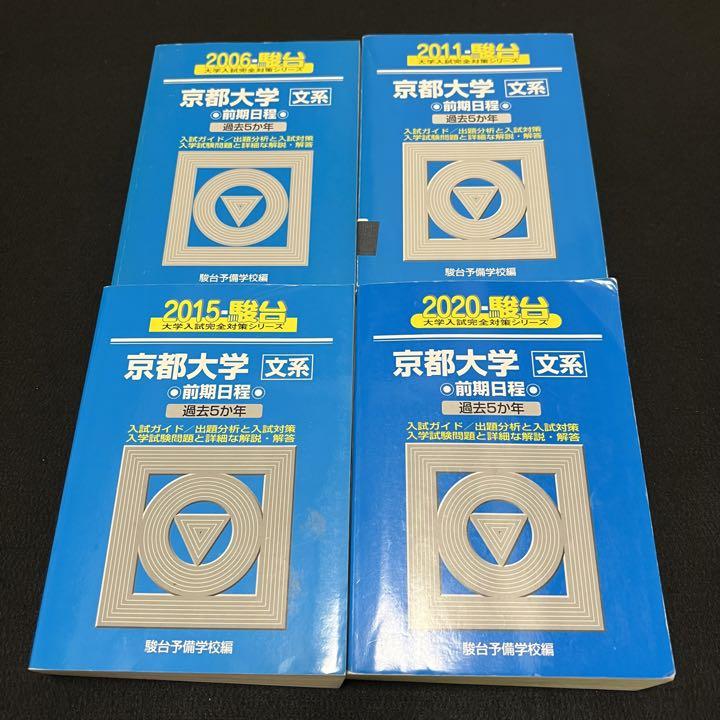 2006-駿台
大学入試完全対策シリーズ
京都大学 文系
前期日程
過去5か年
入試ガイド/出題分析と入試対策
入学試験問題と詳細な解説・解答
駿台予備学校編
2011-駿台
大学入試完全対策シリーズ
京都大学 文系
前期日程
過去5か年
入試ガイド/出題分析と入試対策
入学試験問題と詳細な解説・解答
駿台予備学校編
2015-駿台
大学入試完全対策シリーズ
京都大学 文系
前期日程
過去5か年
入試ガイド/出題分析と入試対策
入学試験問題と詳細な解説・解答
駿台予備学校編
2020-駿台
大学入試完全対策シリーズ
京都大学 文系
前期日程
過去5か年
入試ガイド/出題分析と入試対策
入学試験問題と詳細な解説・解答
駿台予備学校編